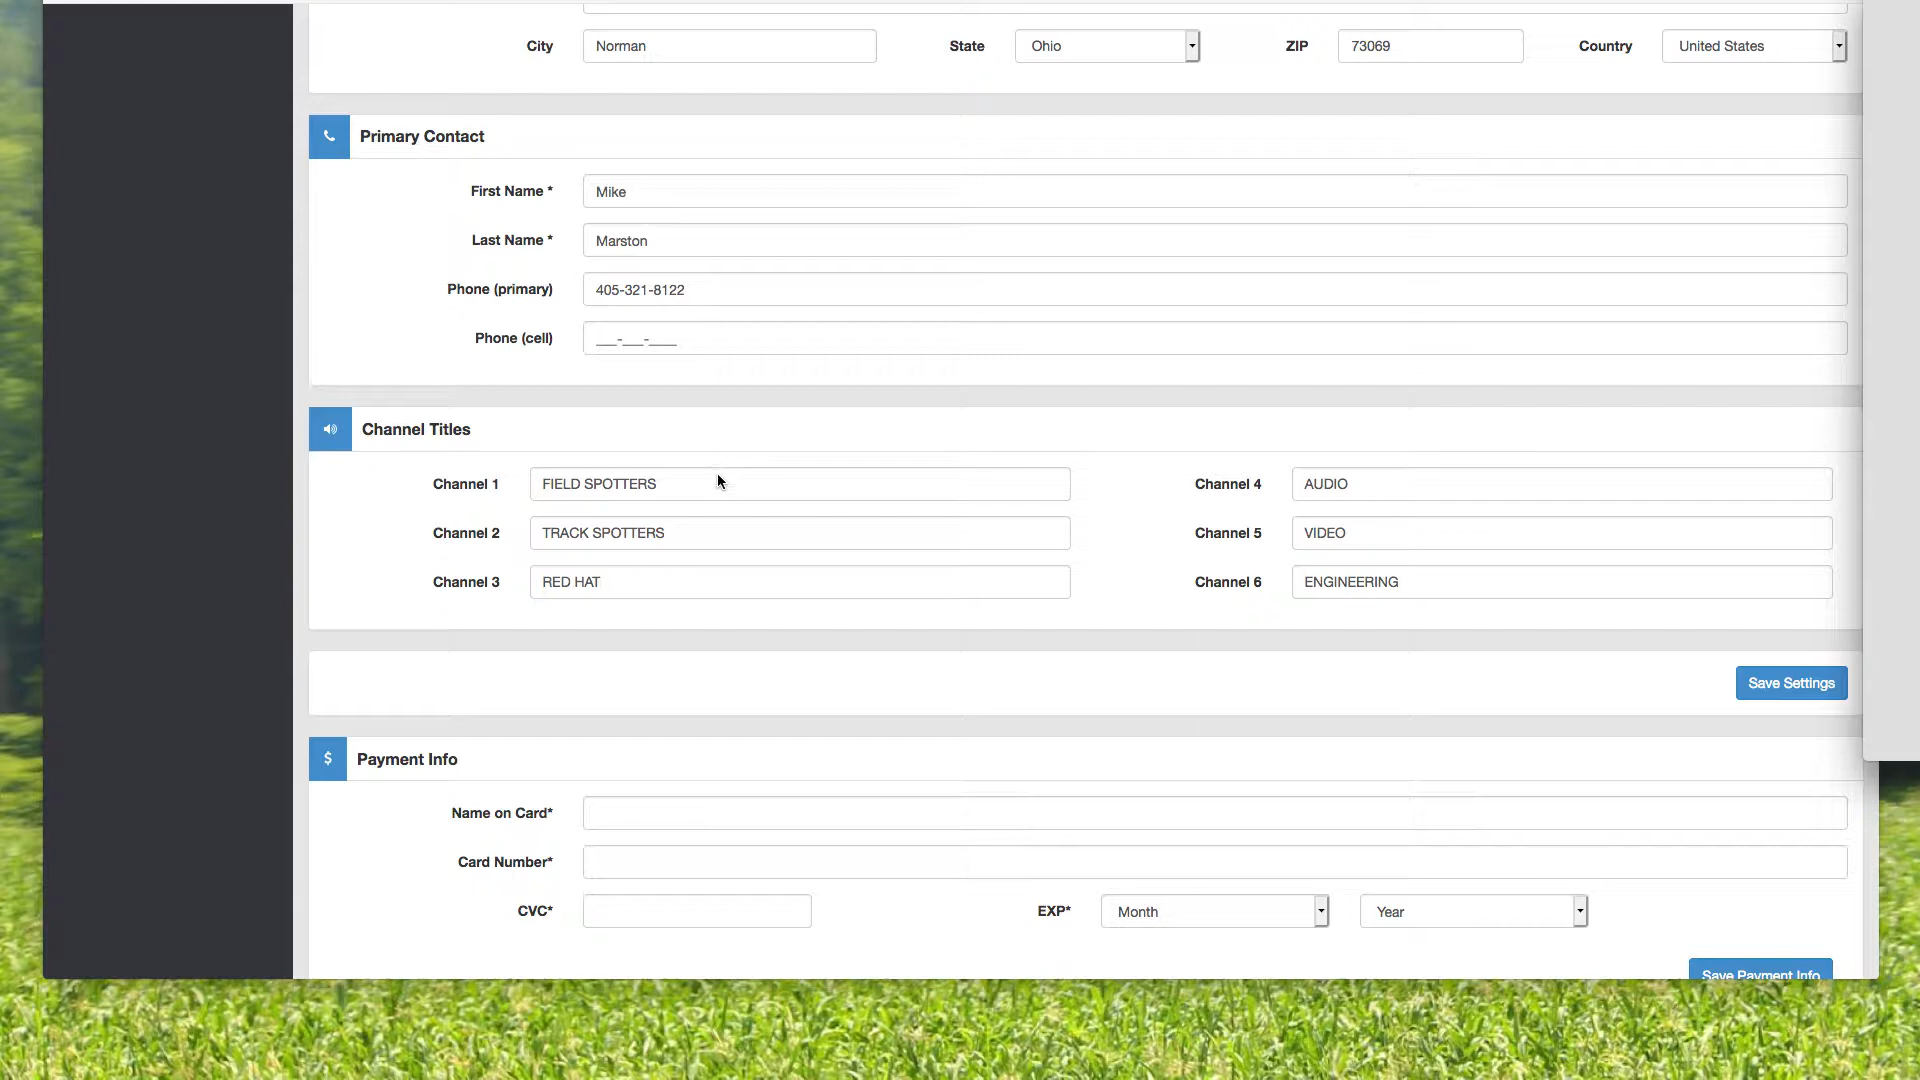 City Norman State Ohio ZIP 73069 Country United States
Primary Contact
First Name * Mike
Last Name * Marston
Phone (primary) 405-321-8122
Phone (cell) ___-___-____
Channel Titles
Channel 1 FIELD SPOTTERS Channel 4 AUDIO
Channel 2 TRACK SPOTTERS Channel 5 VIDEO
Channel 3 RED HAT Channel 6 ENGINEERING
Save Settings
$ Payment Info
Name on Card*
Card Number*
CVC* EXP* Month Year
Save Payment Info